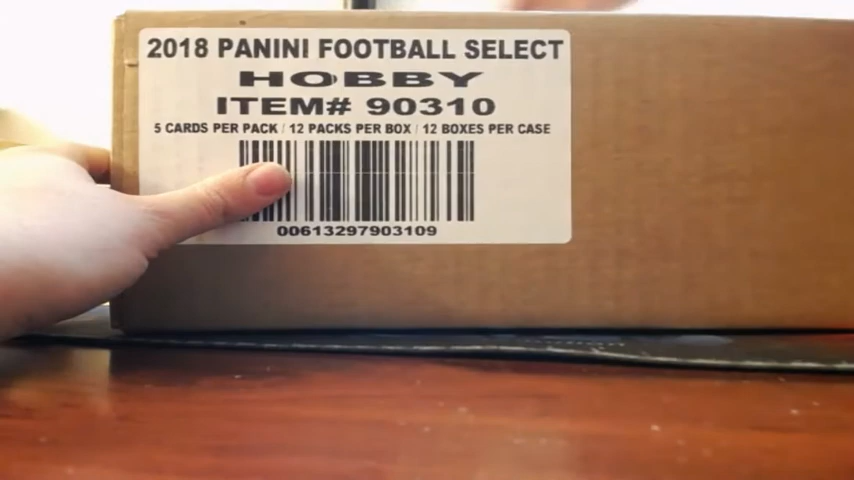 2018 PANINI FOOTBALL SELECT
HOBBY
ITEM# 90310
5 CARDS PER PACK / 12 PACKS PER BOX / 12 BOXES PER CASE
00613297903109